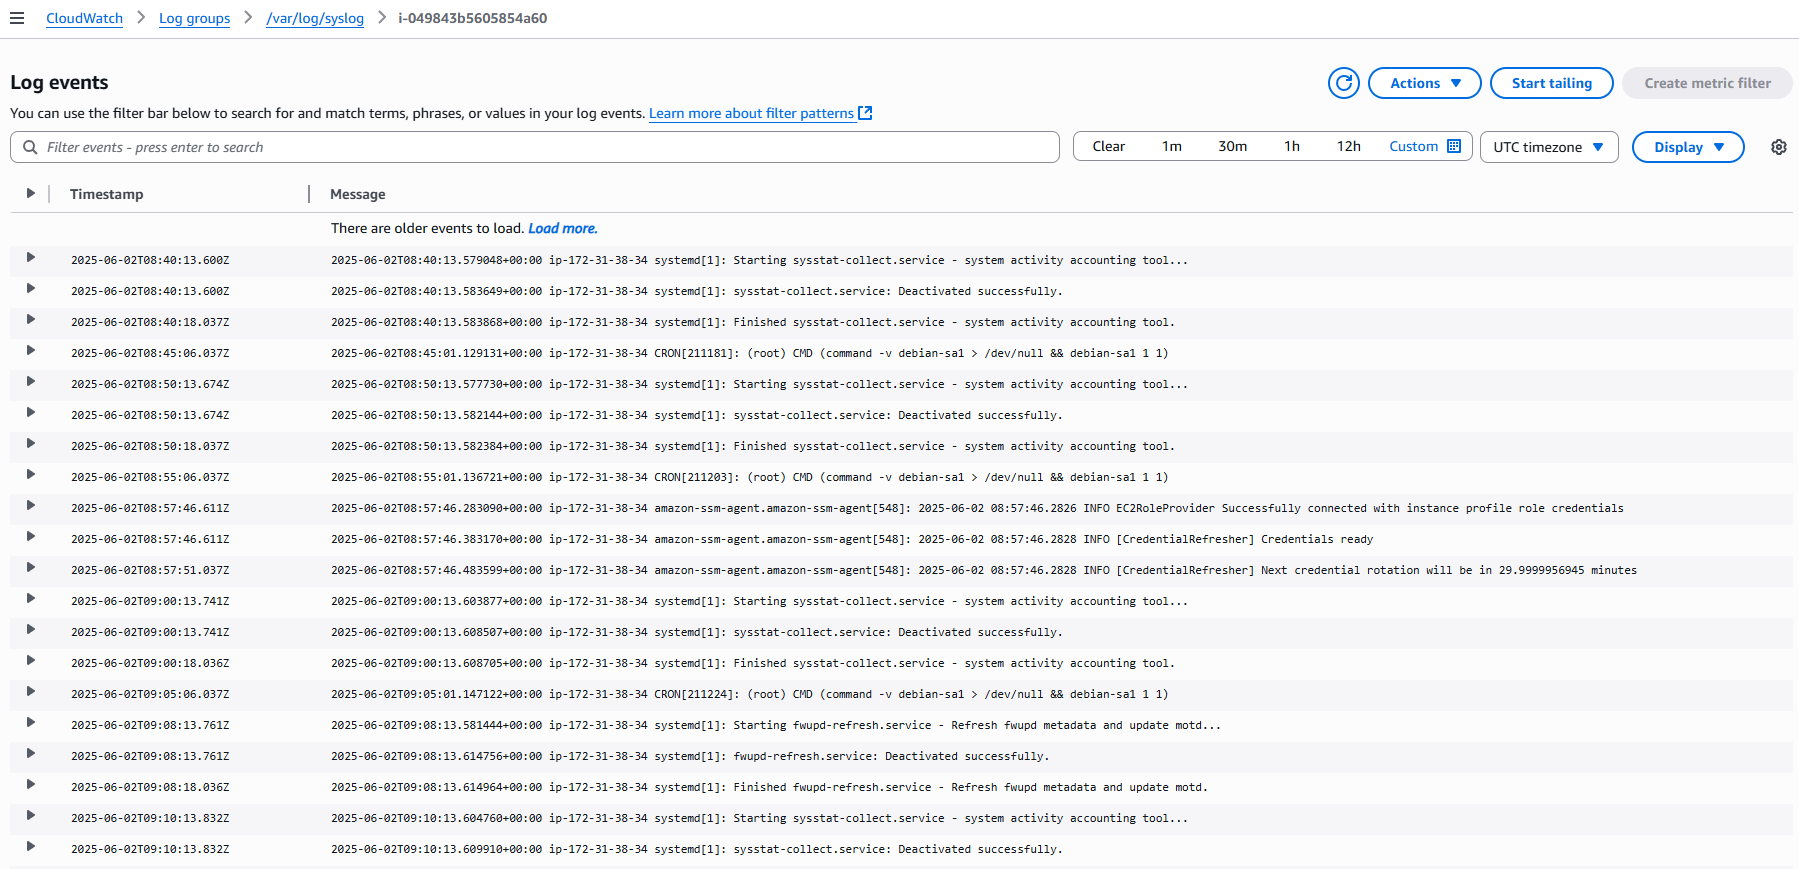 CloudWatch > Log groups > /var/log/syslog > i-049843b5605854a60
Log events
Actions
Start tailing
Create metric filter
You can use the filter bar below to search for and match terms, phrases, or values in your log events. Learn more about filter patterns
Filter events - press enter to search
Clear 1m 30m 1h 12h Custom
UTC timezone
Display
Timestamp Message
There are older events to load. Load more.
2025-06-02T08:40:13.600Z 2025-06-02T08:40:13.579048+00:00 ip-172-31-38-34 systemd[1]: Starting sysstat-collect.service - system activity accounting tool...
2025-06-02T08:40:13.600Z 2025-06-02T08:40:13.583649+00:00 ip-172-31-38-34 systemd[1]: sysstat-collect.service: Deactivated successfully.
2025-06-02T08:40:18.037Z 2025-06-02T08:40:13.583868+00:00 ip-172-31-38-34 systemd[1]: Finished sysstat-collect.service - system activity accounting tool.
2025-06-02T08:45:06.037Z 2025-06-02T08:45:01.129131+00:00 ip-172-31-38-34 CRON[211181]: (root) CMD (command -v debian-sa1 > /dev/null && debian-sa1 1 1)
2025-06-02T08:50:13.674Z 2025-06-02T08:50:13.577730+00:00 ip-172-31-38-34 systemd[1]: Starting sysstat-collect.service - system activity accounting tool...
2025-06-02T08:50:13.674Z 2025-06-02T08:50:13.582144+00:00 ip-172-31-38-34 systemd[1]: sysstat-collect.service: Deactivated successfully.
2025-06-02T08:50:18.037Z 2025-06-02T08:50:13.582384+00:00 ip-172-31-38-34 systemd[1]: Finished sysstat-collect.service - system activity accounting tool.
2025-06-02T08:55:06.037Z 2025-06-02T08:55:01.136721+00:00 ip-172-31-38-34 CRON[211203]: (root) CMD (command -v debian-sa1 > /dev/null && debian-sa1 1 1)
2025-06-02T08:57:46.611Z 2025-06-02T08:57:46.283090+00:00 ip-172-31-38-34 amazon-ssm-agent.amazon-ssm-agent[548]: 2025-06-02 08:57:46.2826 INFO EC2RoleProvider Successfully connected with instance profile role credentials
2025-06-02T08:57:46.611Z 2025-06-02T08:57:46.383170+00:00 ip-172-31-38-34 amazon-ssm-agent.amazon-ssm-agent[548]: 2025-06-02 08:57:46.2828 INFO [CredentialRefresher] Credentials ready
2025-06-02T08:57:51.037Z 2025-06-02T08:57:46.483599+00:00 ip-172-31-38-34 amazon-ssm-agent.amazon-ssm-agent[548]: 2025-06-02 08:57:46.2828 INFO [CredentialRefresher] Next credential rotation will be in 29.9999956945 minutes
2025-06-02T09:00:13.741Z 2025-06-02T09:00:13.603877+00:00 ip-172-31-38-34 systemd[1]: Starting sysstat-collect.service - system activity accounting tool...
2025-06-02T09:00:13.741Z 2025-06-02T09:00:13.608507+00:00 ip-172-31-38-34 systemd[1]: sysstat-collect.service: Deactivated successfully.
2025-06-02T09:00:18.036Z 2025-06-02T09:00:13.608705+00:00 ip-172-31-38-34 systemd[1]: Finished sysstat-collect.service - system activity accounting tool.
2025-06-02T09:05:06.037Z 2025-06-02T09:05:01.147122+00:00 ip-172-31-38-34 CRON[211224]: (root) CMD (command -v debian-sa1 > /dev/null && debian-sa1 1 1)
2025-06-02T09:08:13.761Z 2025-06-02T09:08:13.581444+00:00 ip-172-31-38-34 systemd[1]: Starting fwupd-refresh.service - Refresh fwupd metadata and update motd...
2025-06-02T09:08:13.761Z 2025-06-02T09:08:13.614756+00:00 ip-172-31-38-34 systemd[1]: fwupd-refresh.service: Deactivated successfully.
2025-06-02T09:08:18.036Z 2025-06-02T09:08:13.614964+00:00 ip-172-31-38-34 systemd[1]: Finished fwupd-refresh.service - Refresh fwupd metadata and update motd.
2025-06-02T09:10:13.832Z 2025-06-02T09:10:13.604760+00:00 ip-172-31-38-34 systemd[1]: Starting sysstat-collect.service - system activity accounting tool...
2025-06-02T09:10:13.832Z 2025-06-02T09:10:13.609910+00:00 ip-172-31-38-34 systemd[1]: sysstat-collect.service: Deactivated successfully.